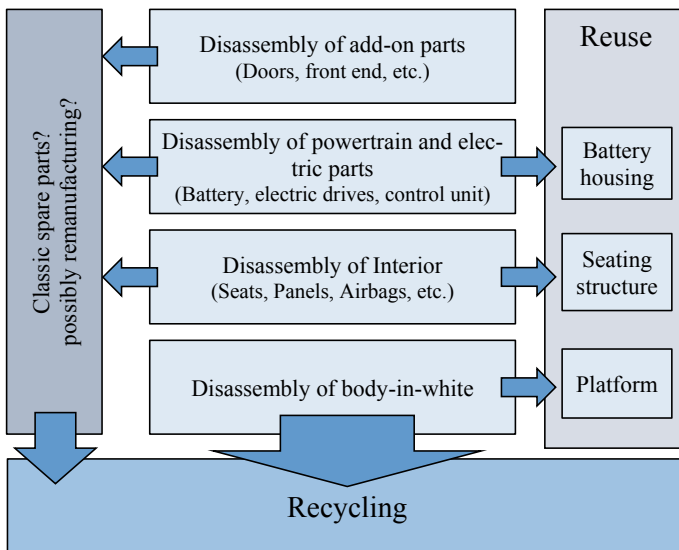 Classic spare parts?
possibly remanufacturing?
Disassembly of add-on parts
(Doors, front end, etc.)
Disassembly of powertrain and elec-
tric parts
(Battery, electric drives, control unit)
Disassembly of Interior
(Seats, Panels, Airbags, etc.)
Disassembly of body-in-white
Reuse
Battery
housing
Seating
structure
Platform
Recycling